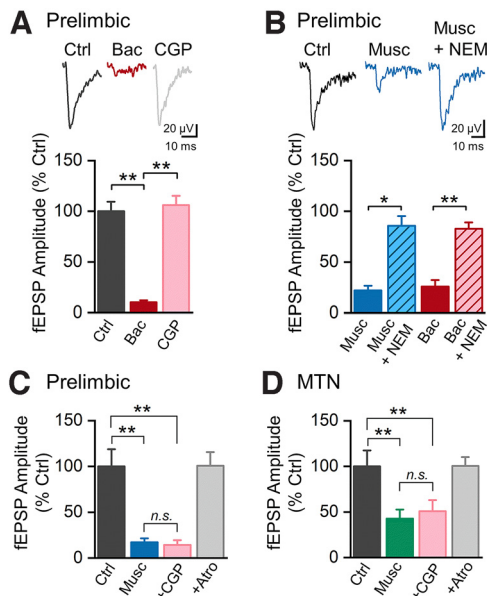 A Prelimbic
Ctrl Bac CGP
20 µV
10 ms
fEPSP Amplitude (% Ctrl)
150
100
50
0
** **
Ctrl Bac CGP
B Prelimbic
Ctrl Musc Musc
+ NEM
20 µV
10 ms
fEPSP Amplitude (% Ctrl)
150
100
50
0
* **
Musc Musc
+ NEM Bac Bac
+ NEM
C Prelimbic
fEPSP Amplitude
(% Ctrl)
150
100
50
0
**
**
n.s.
Ctrl Musc +CGP +Atro
D MTN
fEPSP Amplitude
(% Ctrl)
150
100
50
0
**
**
n.s.
Ctrl Musc +CGP +Atro